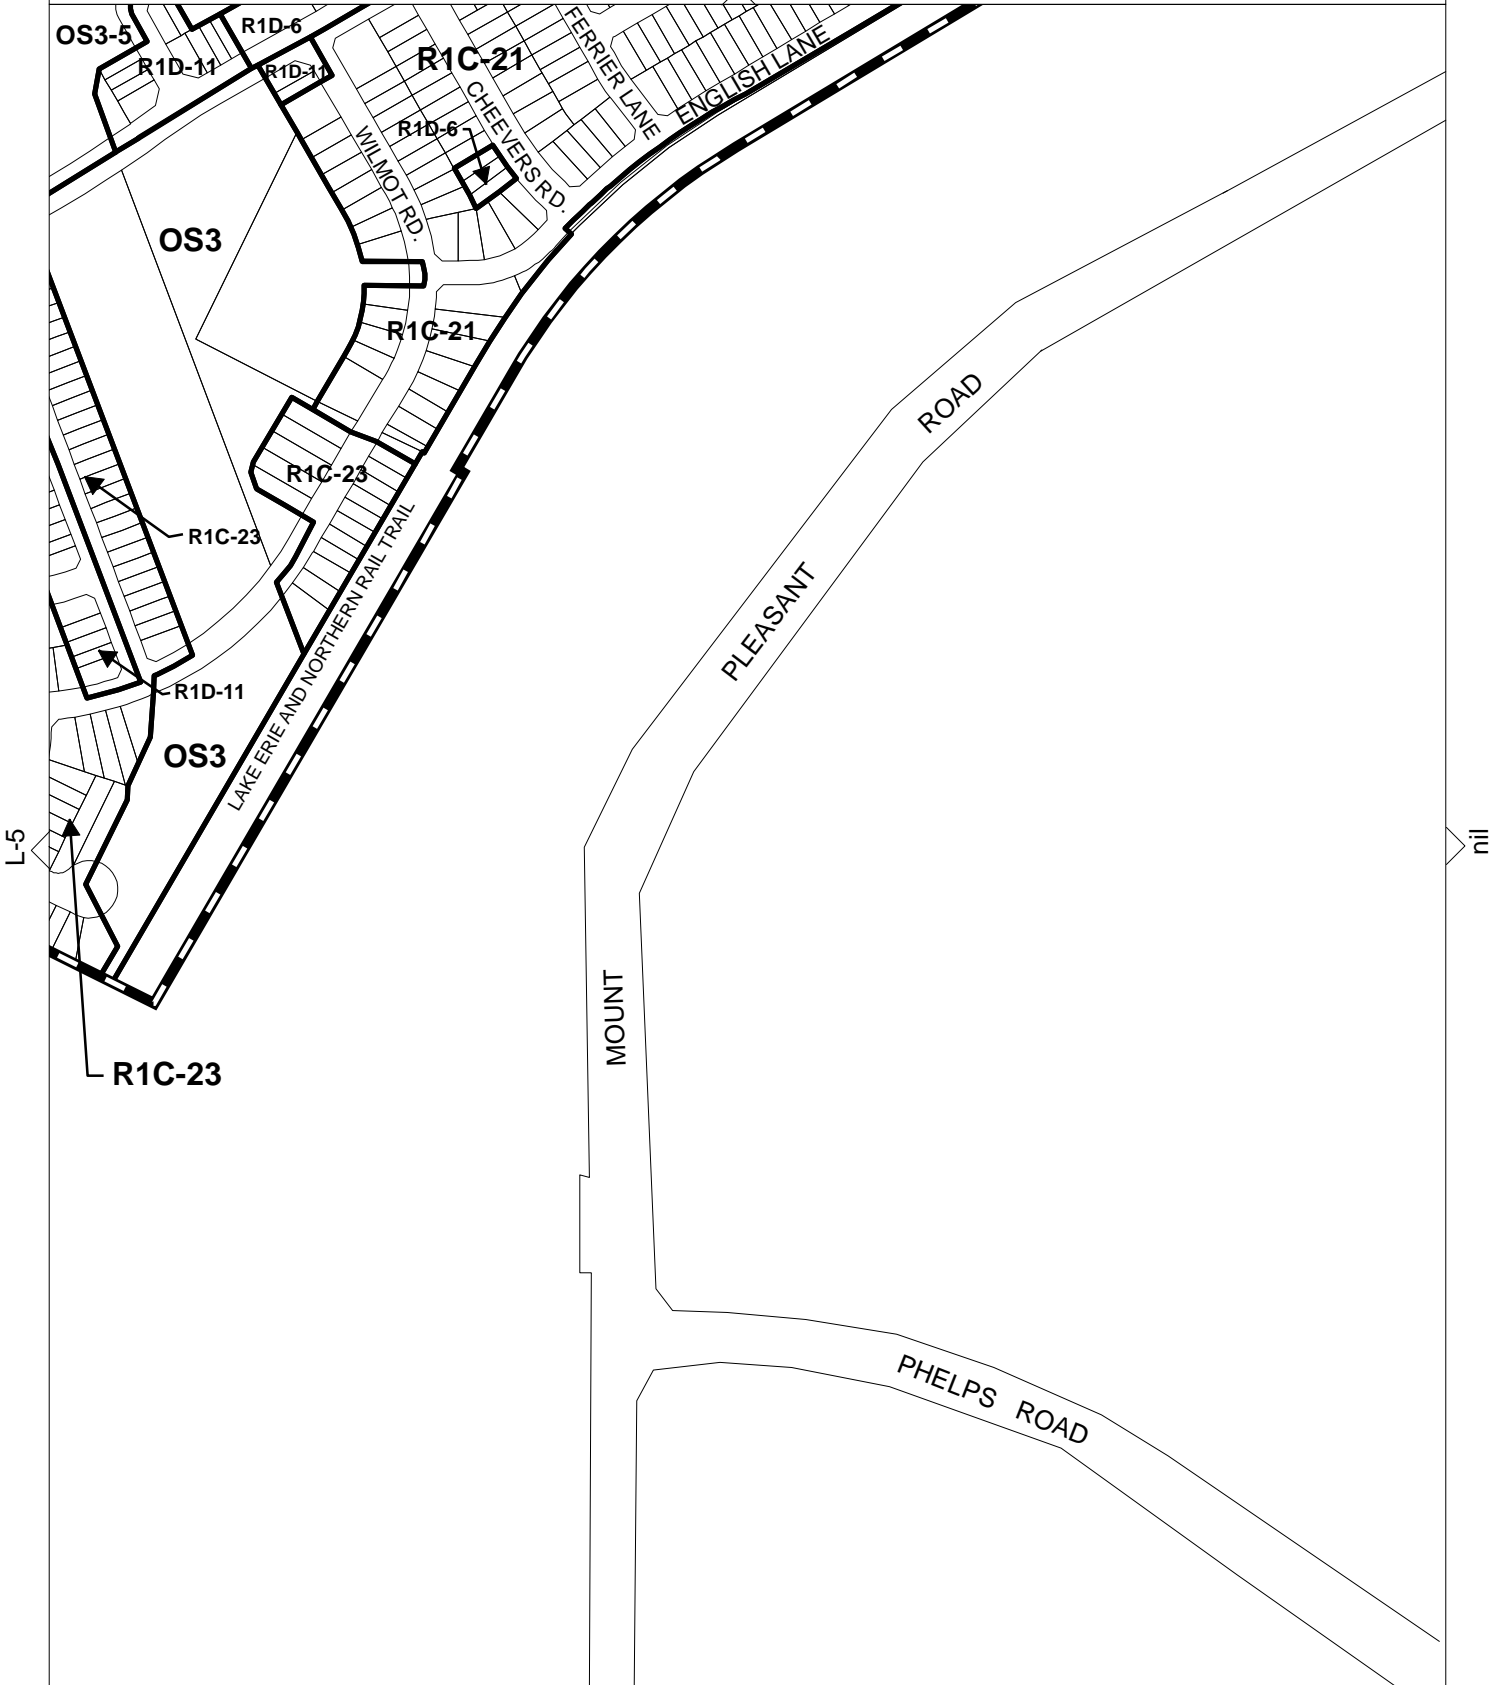 R1D-6
OS3-5
R1D-11
R1D-11
R1C-21
FERRIER LANE
ENGLISH LANE
CHEEVERS RD.
R1D-6
WILMOT RD.
OS3
R1C-21
ROAD
R1C-23
R1C-23
LAKE ERIE AND NORTHERN RAIL TRAIL
PLEASANT
R1D-11
OS3
L-5
nil
MOUNT
R1C-23
PHELPS ROAD